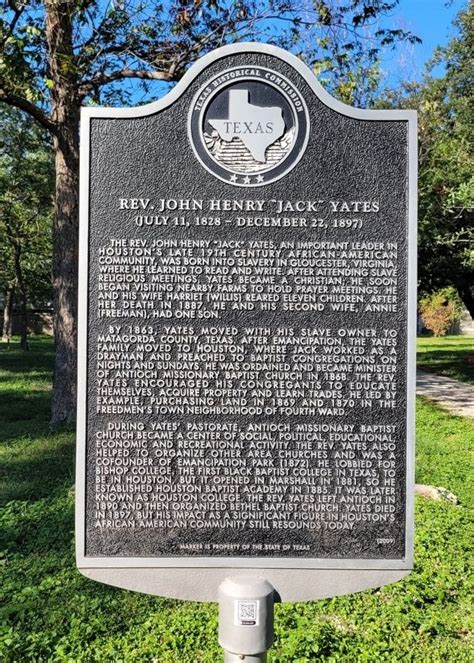 TEXAS HISTORICAL COMMISSION
TEXAS
REV. JOHN HENRY "JACK" YATES
(JULY 11, 1828 – DECEMBER 22, 1897)
THE REV. JOHN HENRY "JACK" YATES, AN IMPORTANT LEADER IN
HOUSTON'S LATE 19TH CENTURY AFRICAN-AMERICAN
COMMUNITY, WAS BORN INTO SLAVERY IN GLOUCESTER, VIRGINIA,
WHERE HE LEARNED TO READ AND WRITE. AFTER ATTENDING SLAVE
RELIGIOUS MEETINGS, YATES BECAME A CHRISTIAN; HE SOON
BEGAN VISITING NEARBY FARMS TO HOLD PRAYER MEETINGS. HE
AND HIS WIFE HARRIET (WILLIS) REARED ELEVEN CHILDREN. AFTER
HER DEATH IN 1887, HE AND HIS SECOND WIFE, ANNIE
(FREEMAN), HAD ONE SON.
BY 1863, YATES MOVED WITH HIS SLAVE OWNER TO
MATAGORDA COUNTY, TEXAS. AFTER EMANCIPATION, THE YATES
FAMILY MOVED TO HOUSTON, WHERE JACK WORKED AS A
DRAYMAN AND PREACHED TO BAPTIST CONGREGATIONS ON
NIGHTS AND SUNDAYS. HE WAS ORDAINED AND BECAME MINISTER
OF ANTIOCH MISSIONARY BAPTIST CHURCH IN 1868. THE REV.
YATES ENCOURAGED HIS CONGREGANTS TO EDUCATE
THEMSELVES, ACQUIRE PROPERTY AND LEARN TRADES. HE LED BY
EXAMPLE, PURCHASING LAND IN 1869 AND 1870 IN THE
FREEDMEN'S TOWN NEIGHBORHOOD OF FOURTH WARD.
DURING YATES' PASTORATE, ANTIOCH MISSIONARY BAPTIST
CHURCH BECAME A CENTER OF SOCIAL, POLITICAL, EDUCATIONAL,
ECONOMIC AND RECREATIONAL ACTIVITY. THE REV. YATES ALSO
HELPED TO ORGANIZE OTHER AREA CHURCHES AND WAS A
COFOUNDER OF EMANCIPATION PARK (1872). HE LOBBIED FOR
BISHOP COLLEGE, THE FIRST BLACK BAPTIST COLLEGE IN TEXAS, TO
BE IN HOUSTON, BUT IT OPENED IN MARSHALL IN 1881, SO HE
ESTABLISHED HOUSTON BAPTIST ACADEMY IN 1885. IT WAS LATER
KNOWN AS HOUSTON COLLEGE. THE REV. YATES LEFT ANTIOCH IN
1890 AND THEN ORGANIZED BETHEL BAPTIST CHURCH. YATES DIED
IN 1897, BUT HIS IMPACT AS A SIGNIFICANT FIGURE IN HOUSTON'S
AFRICAN-AMERICAN COMMUNITY STILL RESOUNDS TODAY.
(2009)
MARKER IS PROPERTY OF THE STATE OF TEXAS